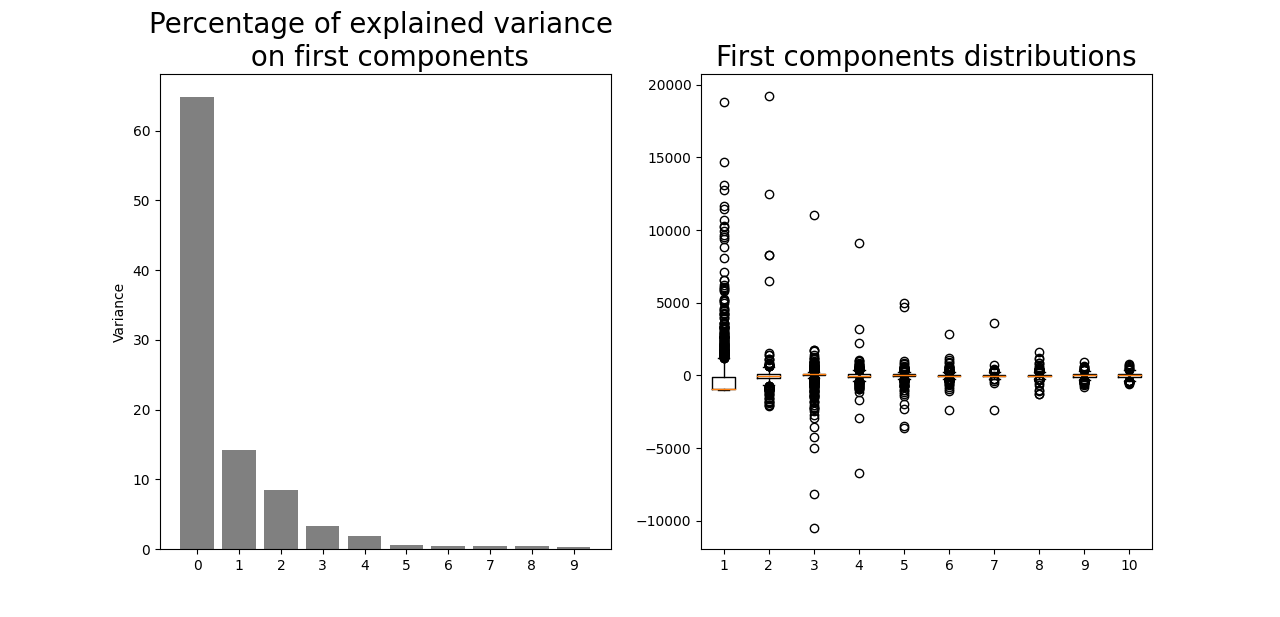 Percentage of explained variance
on first components
Variance
60
50
40
30
20
10
0
0 1 2 3 4 5 6 7 8 9
First components distributions
20000
15000
10000
5000
0
−5000
−10000
1 2 3 4 5 6 7 8 9 10